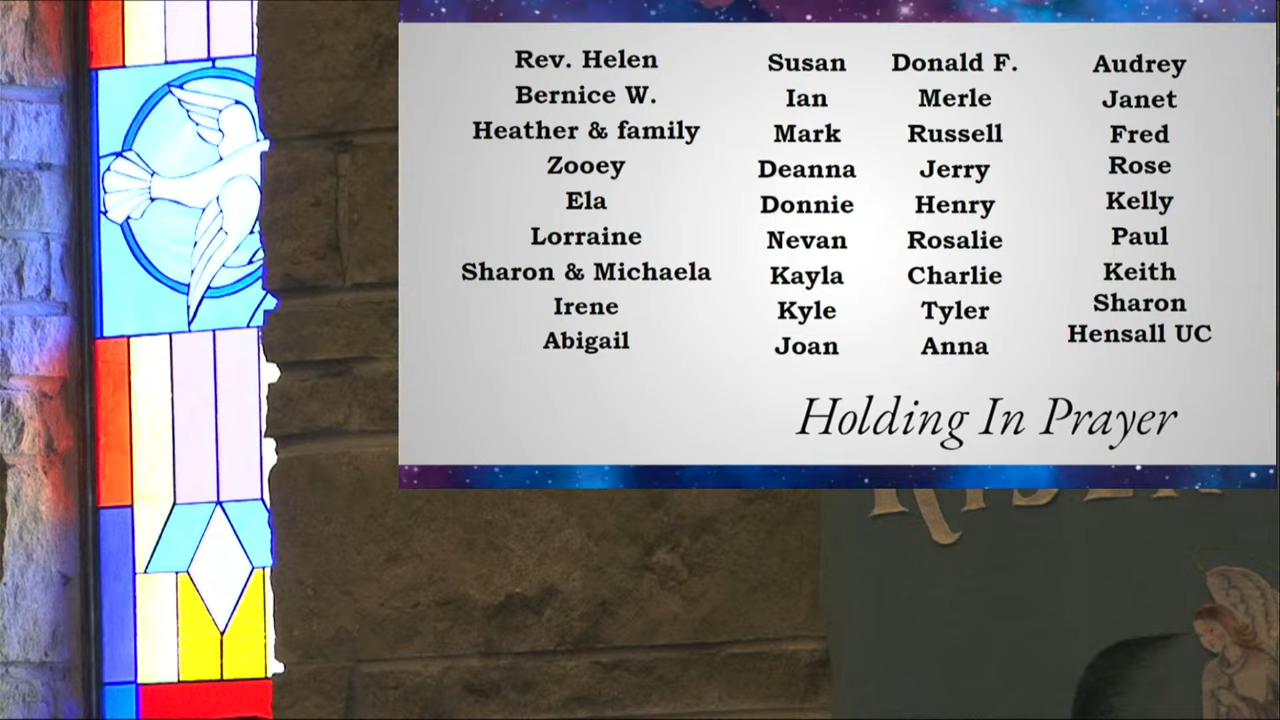 Rev. Helen
Bernice W.
Heather & family
Zooey
Ela
Lorraine
Sharon & Michaela
Irene
Abigail
Susan
Ian
Mark
Deanna
Donnie
Nevan
Kayla
Kyle
Joan
Donald F.
Merle
Russell
Jerry
Henry
Rosalie
Charlie
Tyler
Anna
Audrey
Janet
Fred
Rose
Kelly
Paul
Keith
Sharon
Hensall UC
Holding In Prayer